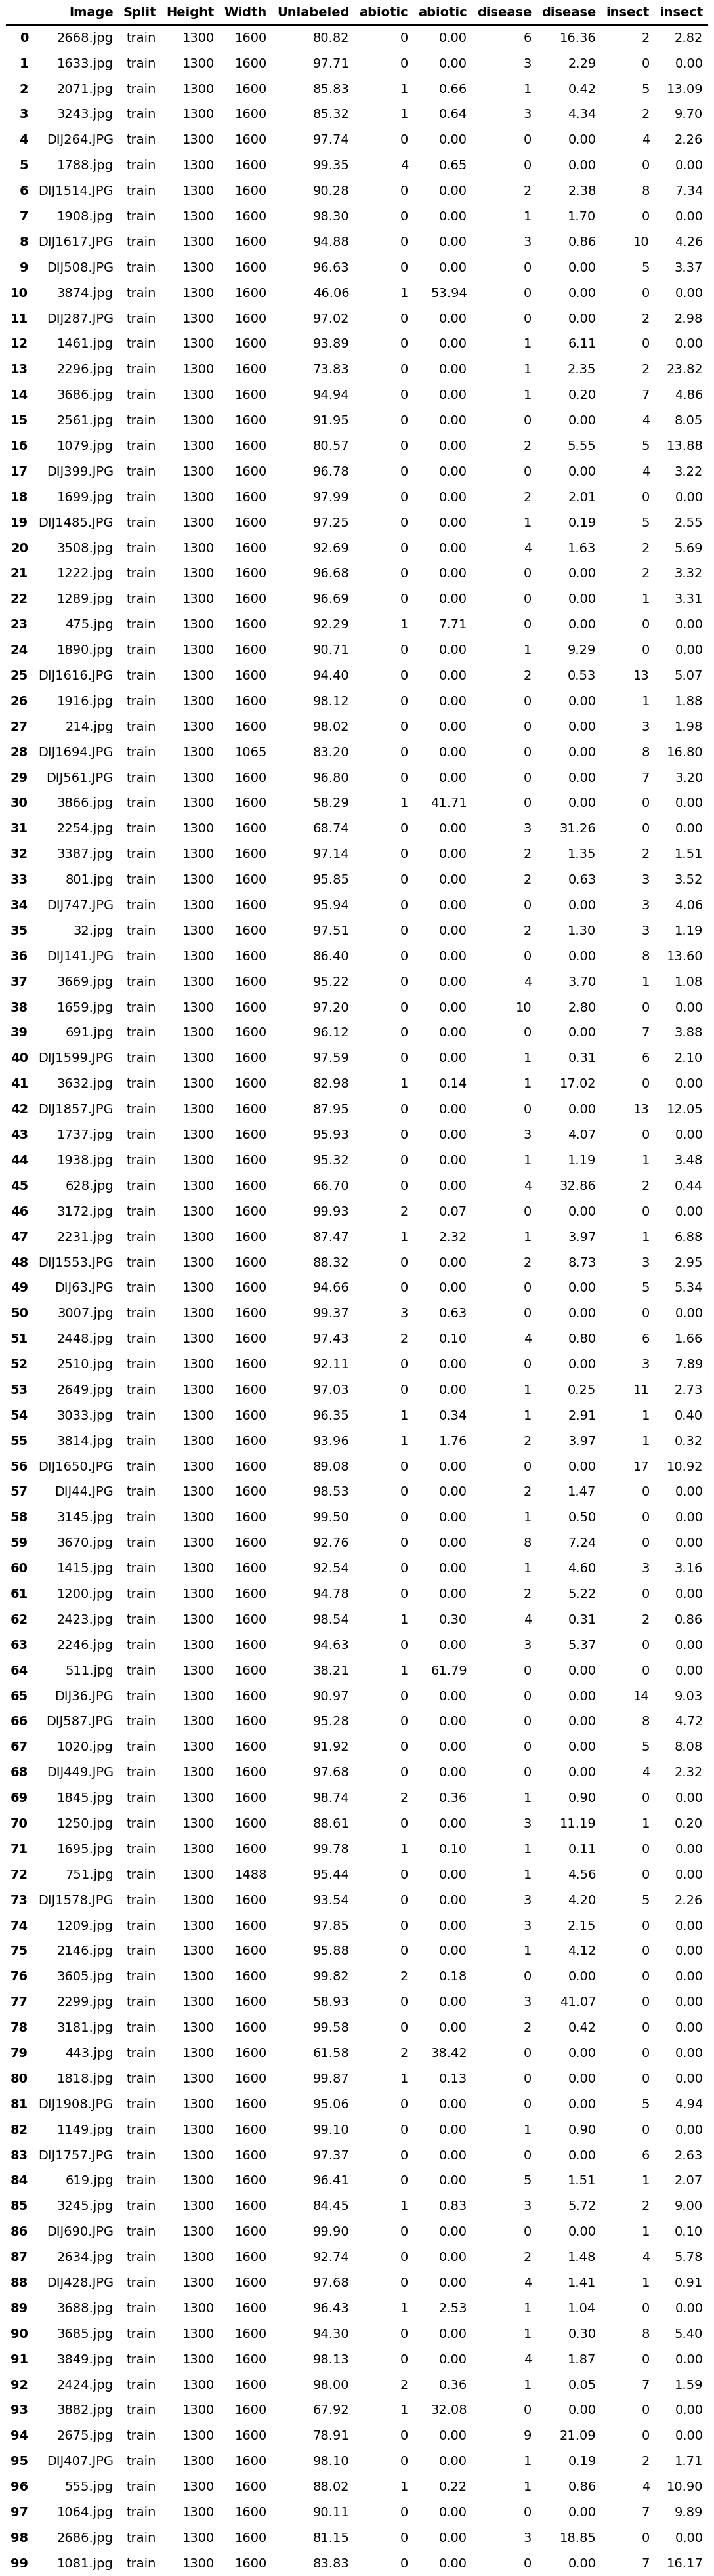 Image Split Height Width Unlabeled abiotic abiotic disease disease insect insect
0 2668.jpg train 1300 1600 80.82 0 0.00 6 16.36 2 2.82
1 1633.jpg train 1300 1600 97.71 0 0.00 3 2.29 0 0.00
2 2071.jpg train 1300 1600 85.83 1 0.66 1 0.42 5 13.09
3 3243.jpg train 1300 1600 85.32 1 0.64 3 4.34 2 9.70
4 DIJ264.JPG train 1300 1600 97.74 0 0.00 0 0.00 4 2.26
5 1788.jpg train 1300 1600 99.35 4 0.65 0 0.00 0 0.00
6 DIJ1514.JPG train 1300 1600 90.28 0 0.00 2 2.38 8 7.34
7 1908.jpg train 1300 1600 98.30 0 0.00 1 1.70 0 0.00
8 DIJ1617.JPG train 1300 1600 94.88 0 0.00 3 0.86 10 4.26
9 DIJ508.JPG train 1300 1600 96.63 0 0.00 0 0.00 5 3.37
10 3874.jpg train 1300 1600 46.06 1 53.94 0 0.00 0 0.00
11 DIJ287.JPG train 1300 1600 97.02 0 0.00 0 0.00 2 2.98
12 1461.jpg train 1300 1600 93.89 0 0.00 1 6.11 0 0.00
13 2296.jpg train 1300 1600 73.83 0 0.00 1 2.35 2 23.82
14 3686.jpg train 1300 1600 94.94 0 0.00 1 0.20 7 4.86
15 2561.jpg train 1300 1600 91.95 0 0.00 0 0.00 4 8.05
16 1079.jpg train 1300 1600 80.57 0 0.00 2 5.55 5 13.88
17 DIJ399.JPG train 1300 1600 96.78 0 0.00 0 0.00 4 3.22
18 1699.jpg train 1300 1600 97.99 0 0.00 2 2.01 0 0.00
19 DIJ1485.JPG train 1300 1600 97.25 0 0.00 1 0.19 5 2.55
20 3508.jpg train 1300 1600 92.69 0 0.00 4 1.63 2 5.69
21 1222.jpg train 1300 1600 96.68 0 0.00 0 0.00 2 3.32
22 1289.jpg train 1300 1600 96.69 0 0.00 0 0.00 1 3.31
23 475.jpg train 1300 1600 92.29 1 7.71 0 0.00 0 0.00
24 1890.jpg train 1300 1600 90.71 0 0.00 1 9.29 0 0.00
25 DIJ1616.JPG train 1300 1600 94.40 0 0.00 2 0.53 13 5.07
26 1916.jpg train 1300 1600 98.12 0 0.00 0 0.00 1 1.88
27 214.jpg train 1300 1600 98.02 0 0.00 0 0.00 3 1.98
28 DIJ1694.JPG train 1300 1065 83.20 0 0.00 0 0.00 8 16.80
29 DIJ561.JPG train 1300 1600 96.80 0 0.00 0 0.00 7 3.20
30 3866.jpg train 1300 1600 58.29 1 41.71 0 0.00 0 0.00
31 2254.jpg train 1300 1600 68.74 0 0.00 3 31.26 0 0.00
32 3387.jpg train 1300 1600 97.14 0 0.00 2 1.35 2 1.51
33 801.jpg train 1300 1600 95.85 0 0.00 2 0.63 3 3.52
34 DIJ747.JPG train 1300 1600 95.94 0 0.00 0 0.00 3 4.06
35 32.jpg train 1300 1600 97.51 0 0.00 2 1.30 3 1.19
36 DIJ141.JPG train 1300 1600 86.40 0 0.00 0 0.00 8 13.60
37 3669.jpg train 1300 1600 95.22 0 0.00 4 3.70 1 1.08
38 1659.jpg train 1300 1600 97.20 0 0.00 10 2.80 0 0.00
39 691.jpg train 1300 1600 96.12 0 0.00 0 0.00 7 3.88
40 DIJ1599.JPG train 1300 1600 97.59 0 0.00 1 0.31 6 2.10
41 3632.jpg train 1300 1600 82.98 1 0.14 1 17.02 0 0.00
42 DIJ1857.JPG train 1300 1600 87.95 0 0.00 0 0.00 13 12.05
43 1737.jpg train 1300 1600 95.93 0 0.00 3 4.07 0 0.00
44 1938.jpg train 1300 1600 95.32 0 0.00 1 1.19 1 3.48
45 628.jpg train 1300 1600 66.70 0 0.00 4 32.86 2 0.44
46 3172.jpg train 1300 1600 99.93 2 0.07 0 0.00 0 0.00
47 2231.jpg train 1300 1600 87.47 1 2.32 1 3.97 1 6.88
48 DIJ1553.JPG train 1300 1600 88.32 0 0.00 2 8.73 3 2.95
49 DIJ63.JPG train 1300 1600 94.66 0 0.00 0 0.00 5 5.34
50 3007.jpg train 1300 1600 99.37 3 0.63 0 0.00 0 0.00
51 2448.jpg train 1300 1600 97.43 2 0.10 4 0.80 6 1.66
52 2510.jpg train 1300 1600 92.11 0 0.00 0 0.00 3 7.89
53 2649.jpg train 1300 1600 97.03 0 0.00 1 0.25 11 2.73
54 3033.jpg train 1300 1600 96.35 1 0.34 1 2.91 1 0.40
55 3814.jpg train 1300 1600 93.96 1 1.76 2 3.97 1 0.32
56 DIJ1650.JPG train 1300 1600 89.08 0 0.00 0 0.00 17 10.92
57 DIJ44.JPG train 1300 1600 98.53 0 0.00 2 1.47 0 0.00
58 3145.jpg train 1300 1600 99.50 0 0.00 1 0.50 0 0.00
59 3670.jpg train 1300 1600 92.76 0 0.00 8 7.24 0 0.00
60 1415.jpg train 1300 1600 92.54 0 0.00 1 4.60 3 3.16
61 1200.jpg train 1300 1600 94.78 0 0.00 2 5.22 0 0.00
62 2423.jpg train 1300 1600 98.54 1 0.30 4 0.31 2 0.86
63 2246.jpg train 1300 1600 94.63 0 0.00 3 5.37 0 0.00
64 511.jpg train 1300 1600 38.21 1 61.79 0 0.00 0 0.00
65 DIJ36.JPG train 1300 1600 90.97 0 0.00 0 0.00 14 9.03
66 DIJ587.JPG train 1300 1600 95.28 0 0.00 0 0.00 8 4.72
67 1020.jpg train 1300 1600 91.92 0 0.00 0 0.00 5 8.08
68 DIJ449.JPG train 1300 1600 97.68 0 0.00 0 0.00 4 2.32
69 1845.jpg train 1300 1600 98.74 2 0.36 1 0.90 0 0.00
70 1250.jpg train 1300 1600 88.61 0 0.00 3 11.19 1 0.20
71 1695.jpg train 1300 1600 99.78 1 0.10 1 0.11 0 0.00
72 751.jpg train 1300 1488 95.44 0 0.00 1 4.56 0 0.00
73 DIJ1578.JPG train 1300 1600 93.54 0 0.00 3 4.20 5 2.26
74 1209.jpg train 1300 1600 97.85 0 0.00 3 2.15 0 0.00
75 2146.jpg train 1300 1600 95.88 0 0.00 1 4.12 0 0.00
76 3605.jpg train 1300 1600 99.82 2 0.18 0 0.00 0 0.00
77 2299.jpg train 1300 1600 58.93 0 0.00 3 41.07 0 0.00
78 3181.jpg train 1300 1600 99.58 0 0.00 2 0.42 0 0.00
79 443.jpg train 1300 1600 61.58 2 38.42 0 0.00 0 0.00
80 1818.jpg train 1300 1600 99.87 1 0.13 0 0.00 0 0.00
81 DIJ1908.JPG train 1300 1600 95.06 0 0.00 0 0.00 5 4.94
82 1149.jpg train 1300 1600 99.10 0 0.00 1 0.90 0 0.00
83 DIJ1757.JPG train 1300 1600 97.37 0 0.00 0 0.00 6 2.63
84 619.jpg train 1300 1600 96.41 0 0.00 5 1.51 1 2.07
85 3245.jpg train 1300 1600 84.45 1 0.83 3 5.72 2 9.00
86 DIJ690.JPG train 1300 1600 99.90 0 0.00 0 0.00 1 0.10
87 2634.jpg train 1300 1600 92.74 0 0.00 2 1.48 4 5.78
88 DIJ428.JPG train 1300 1600 97.68 0 0.00 4 1.41 1 0.91
89 3688.jpg train 1300 1600 96.43 1 2.53 1 1.04 0 0.00
90 3685.jpg train 1300 1600 94.30 0 0.00 1 0.30 8 5.40
91 3849.jpg train 1300 1600 98.13 0 0.00 4 1.87 0 0.00
92 2424.jpg train 1300 1600 98.00 2 0.36 1 0.05 7 1.59
93 3882.jpg train 1300 1600 67.92 1 32.08 0 0.00 0 0.00
94 2675.jpg train 1300 1600 78.91 0 0.00 9 21.09 0 0.00
95 DIJ407.JPG train 1300 1600 98.10 0 0.00 1 0.19 2 1.71
96 555.jpg train 1300 1600 88.02 1 0.22 1 0.86 4 10.90
97 1064.jpg train 1300 1600 90.11 0 0.00 0 0.00 7 9.89
98 2686.jpg train 1300 1600 81.15 0 0.00 3 18.85 0 0.00
99 1081.jpg train 1300 1600 83.83 0 0.00 0 0.00 7 16.17